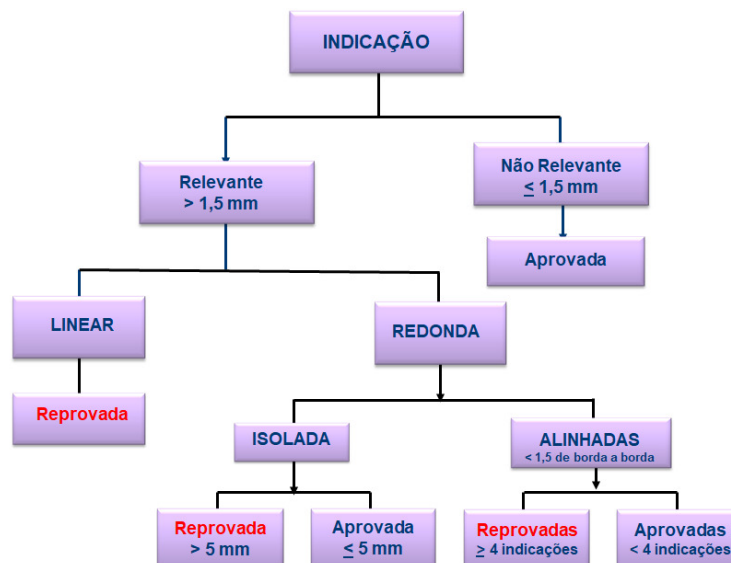 INDICAÇÃO
Relevante
> 1,5 mm
Não Relevante
≤ 1,5 mm
Aprovada
LINEAR
REDONDA
Reprovada
ISOLADA
ALINHADAS
< 1,5 de borda a borda
Reprovada
> 5 mm
Aprovada
≤ 5 mm
Reprovadas
≥ 4 indicações
Aprovadas
< 4 indicações